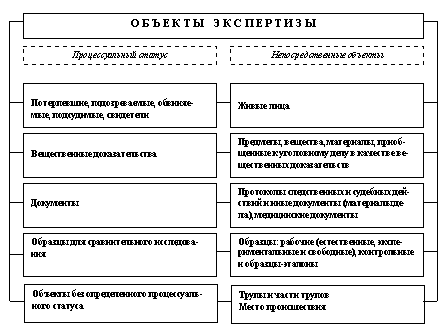 ОБЪЕКТЫ ЭКСПЕРТИЗЫ
Процессуальный статус
Непосредственные объекты
Потерпевшие, подозреваемые, обвиняе-
мые, подсудимые, свидетели
Живые лица
Вещественные доказательства
Предметы, вещества, материалы, приоб-
щенные к уголовному делу в качестве ве-
щественных доказательств
Документы
Протоколы следственных и судебных дей-
ствий и иные документы (материалы де-
ла), медицинские документы
Образцы для сравнительного исследова-
ния
Образцы: рабочие (естественные, экспе-
риментальные и свободные), контрольные
и образцы-эталоны
Объекты без определенного процессуаль-
ного статуса
Трупы и части трупов
Место происшествия